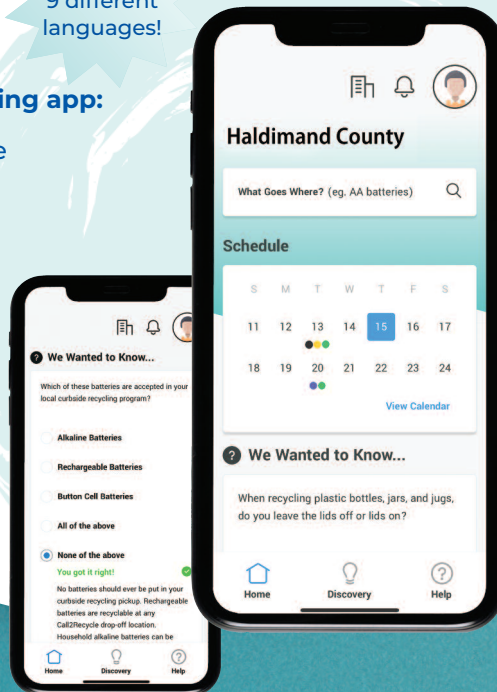 9 different
languages!
ing app:
e
Haldimand County
What Goes Where? (eg. AA batteries)
Schedule
S M T W T F S
11 12 13 14 15 16 17
18 19 20 21 22 23 24
View Calendar
? We Wanted to Know...
When recycling plastic bottles, jars, and jugs,
do you leave the lids off or lids on?
Home Discovery Help
? We Wanted to Know...
Which of these batteries are accepted in your
local curbside recycling program?
Alkaline Batteries
Rechargeable Batteries
Button Cell Batteries
All of the above
None of the above
You got it right!
No batteries should ever be put in your
curbside recycling pickup. Rechargeable
batteries are recyclable at any
Call2Recycle drop-off location.
Household alkaline batteries can be
Home Discovery Help